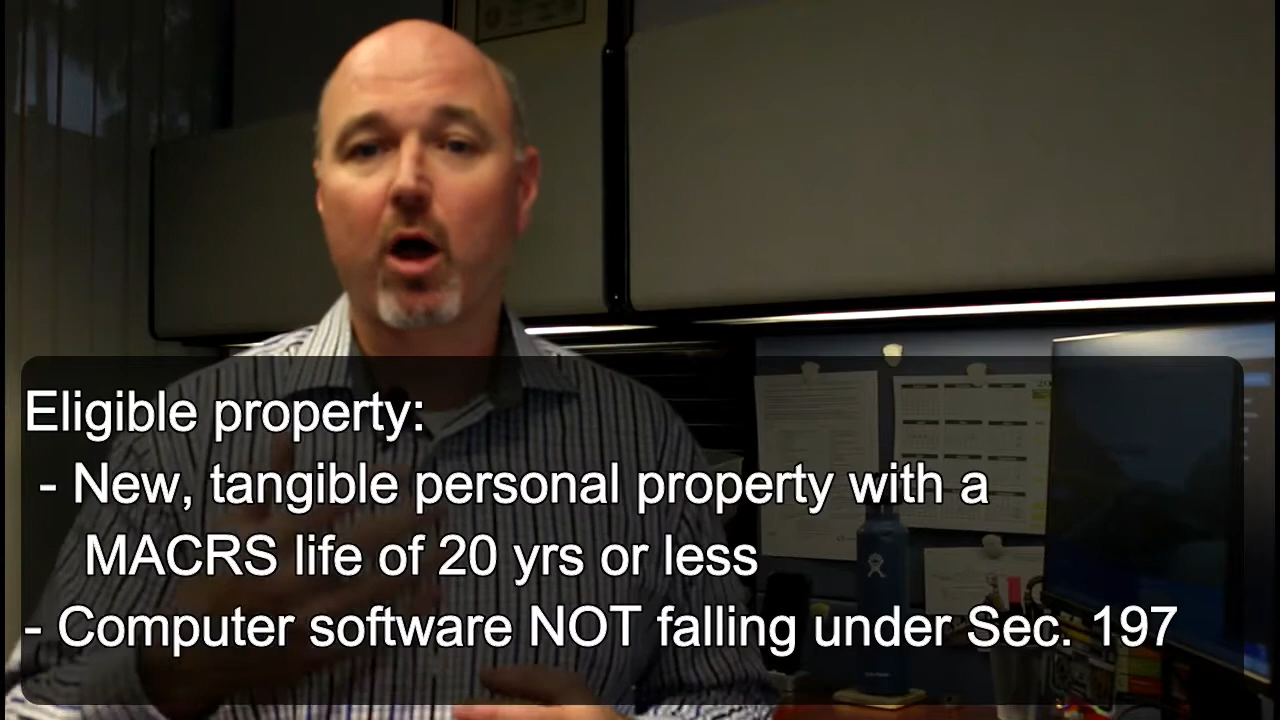 Eligible property:
- New, tangible personal property with a
MACRS life of 20 yrs or less
- Computer software NOT falling under Sec. 197